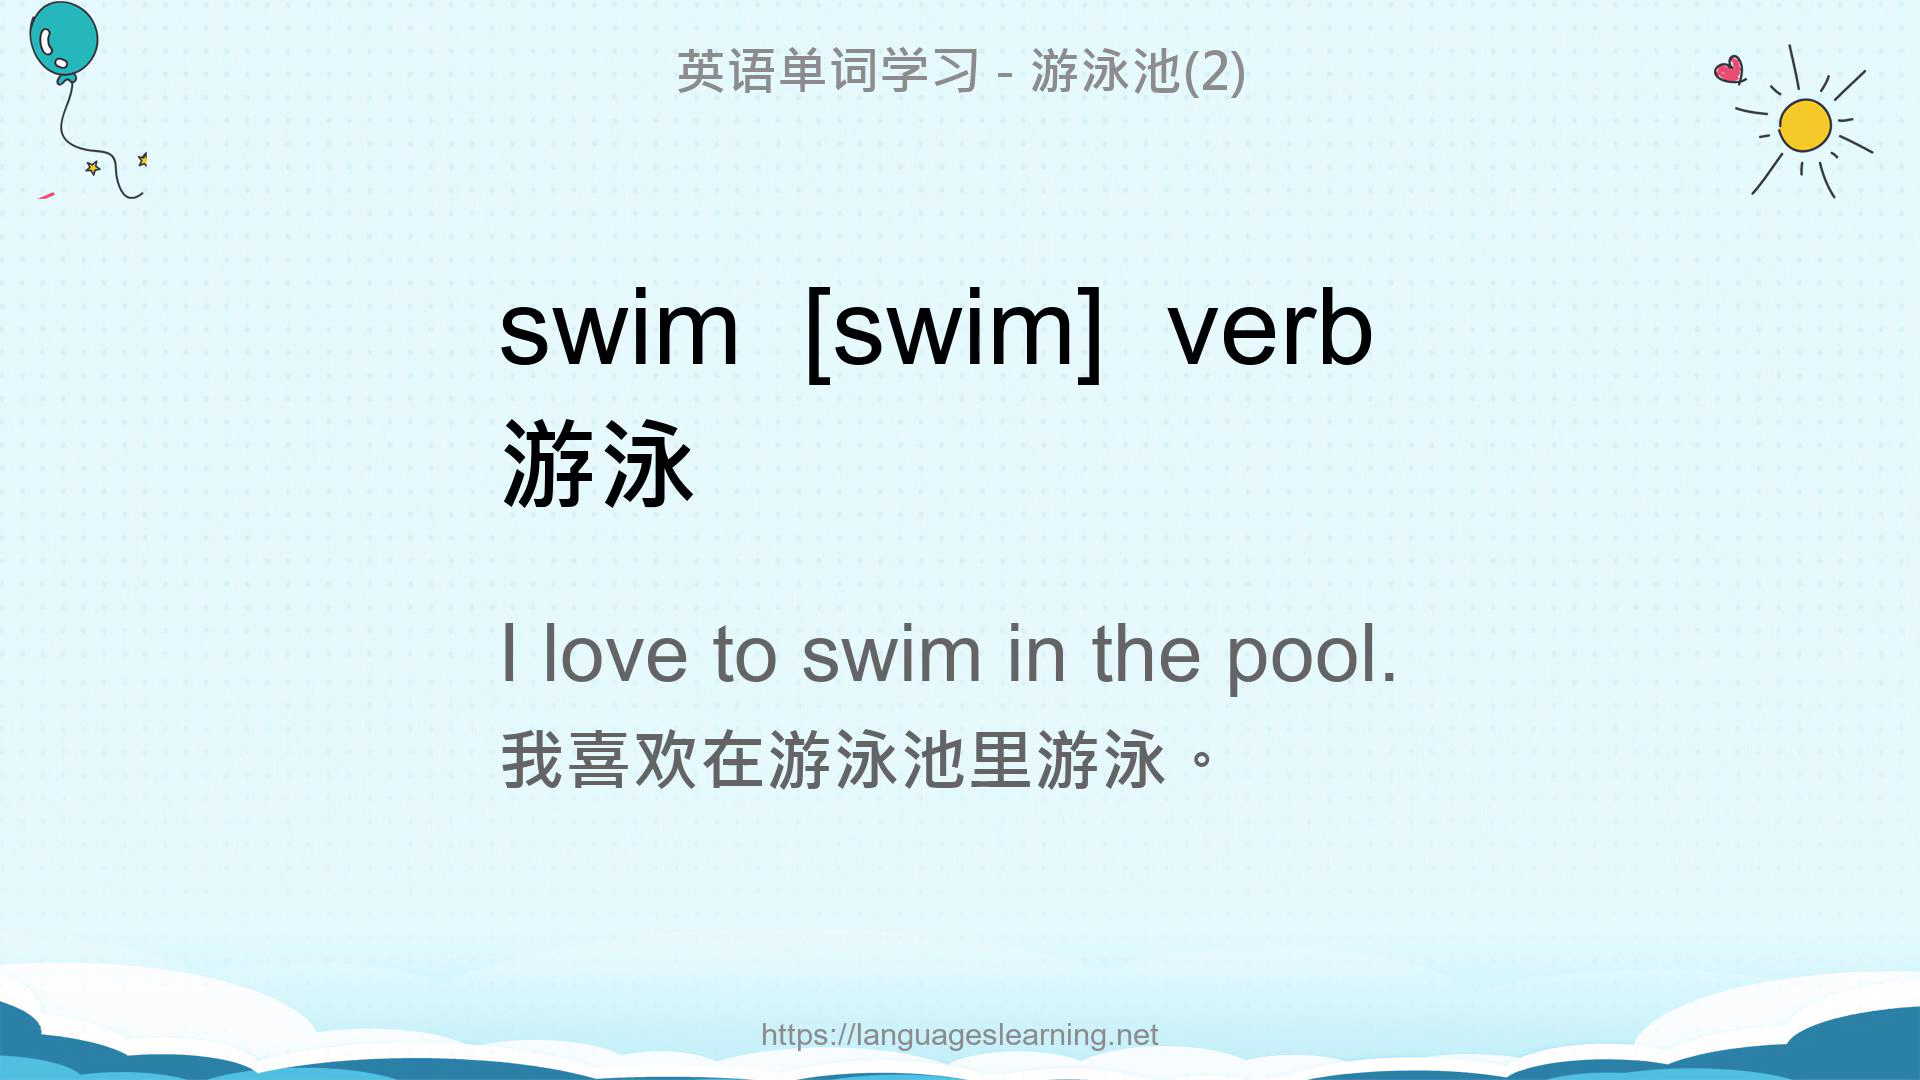 英语单词学习 - 游泳池(2)
swim [swim] verb
游泳
I love to swim in the pool.
我喜欢在游泳池里游泳。
https://languageslearning.net